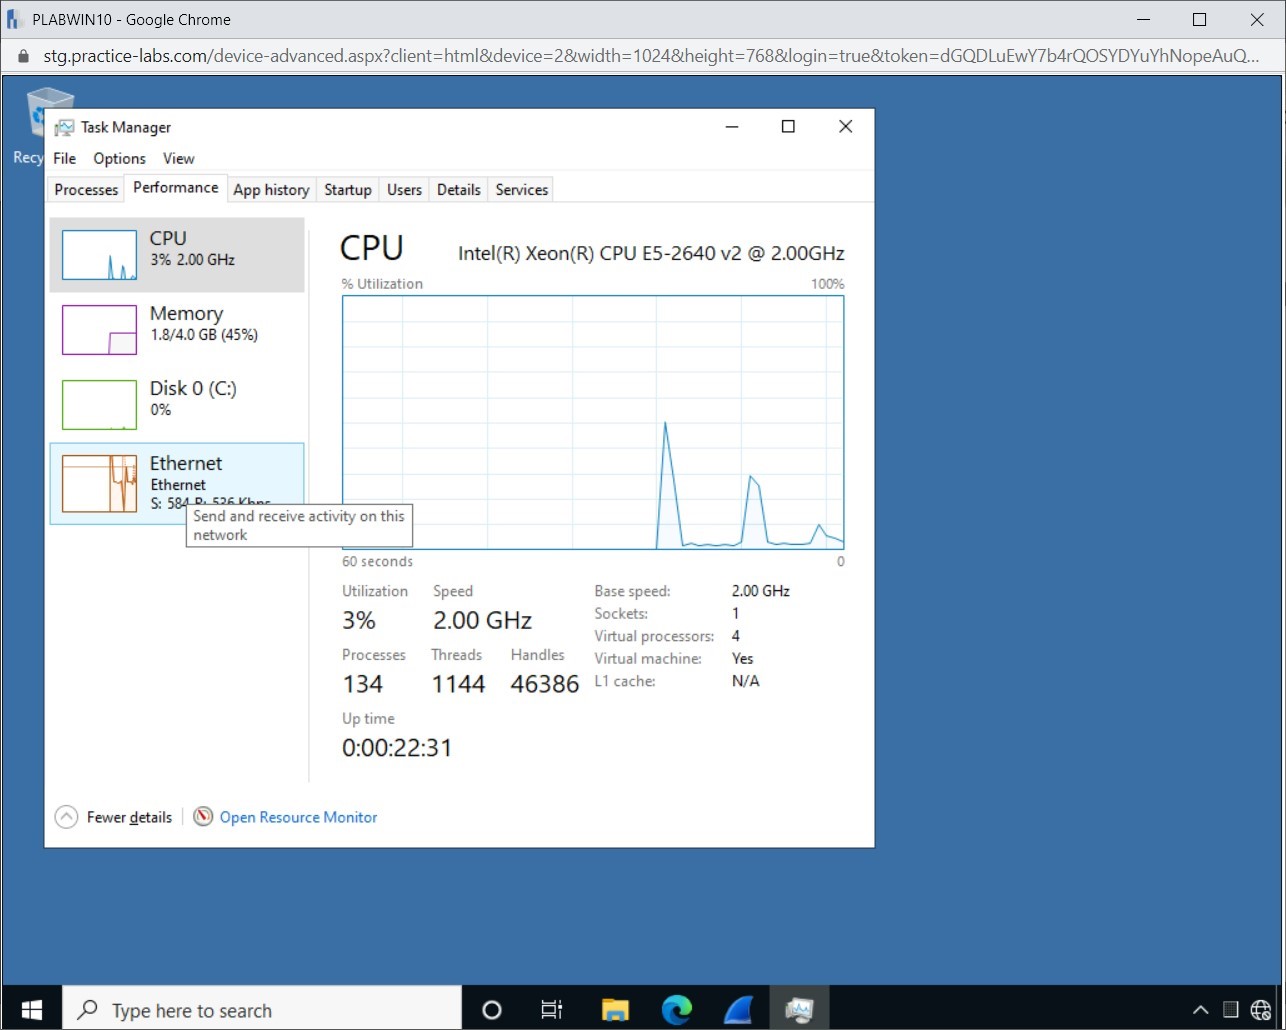 PLABWIN10 - Google Chrome
stg.practice-labs.com/device-advanced.aspx?client=html&device=2&width=1024&height=768&login=true&token=dGQDLuEwY7b4rQOSYDYuYhNopeAuQ...
Recy
Task Manager
File Options View
Processes Performance App history Startup Users Details Services
CPU
3% 2.00 GHz
Memory
1.8/4.0 GB (45%)
Disk 0 (C:)
0%
Ethernet
Ethernet
S: 584 R: 536 Kbps
Send and receive activity on this
network
CPU Intel(R) Xeon(R) CPU E5-2640 v2 @ 2.00GHz
% Utilization 100%
60 seconds 0
Utilization Speed
3% 2.00 GHz
Processes Threads Handles
134 1144 46386
Up time
0:00:22:31
Base speed: 2.00 GHz
Sockets: 1
Virtual processors: 4
Virtual machine: Yes
L1 cache: N/A
Fewer details Open Resource Monitor
Type here to search